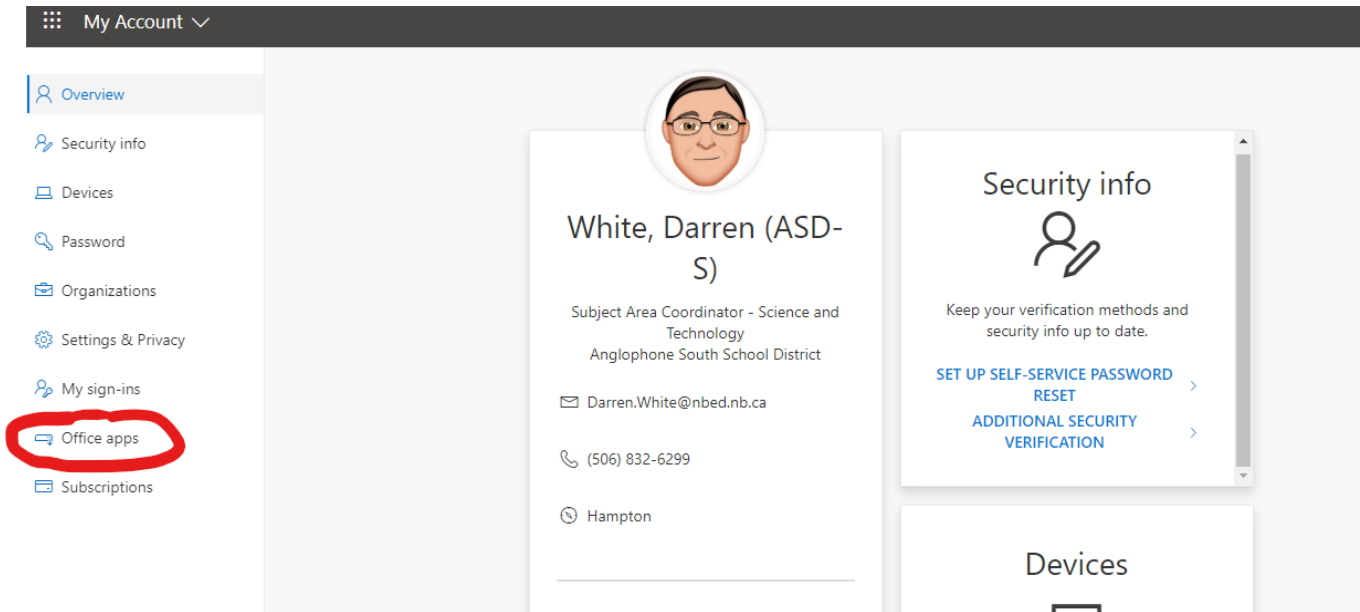 My Account
Overview
Security info
Devices
Password
Organizations
Settings & Privacy
My sign-ins
Office apps
Subscriptions
White, Darren (ASD-
S)
Subject Area Coordinator - Science and
Technology
Anglophone South School District
Darren.White@nbed.nb.ca
(506) 832-6299
Hampton
Security info
Keep your verification methods and
security info up to date.
SET UP SELF-SERVICE PASSWORD
RESET
ADDITIONAL SECURITY
VERIFICATION
Devices